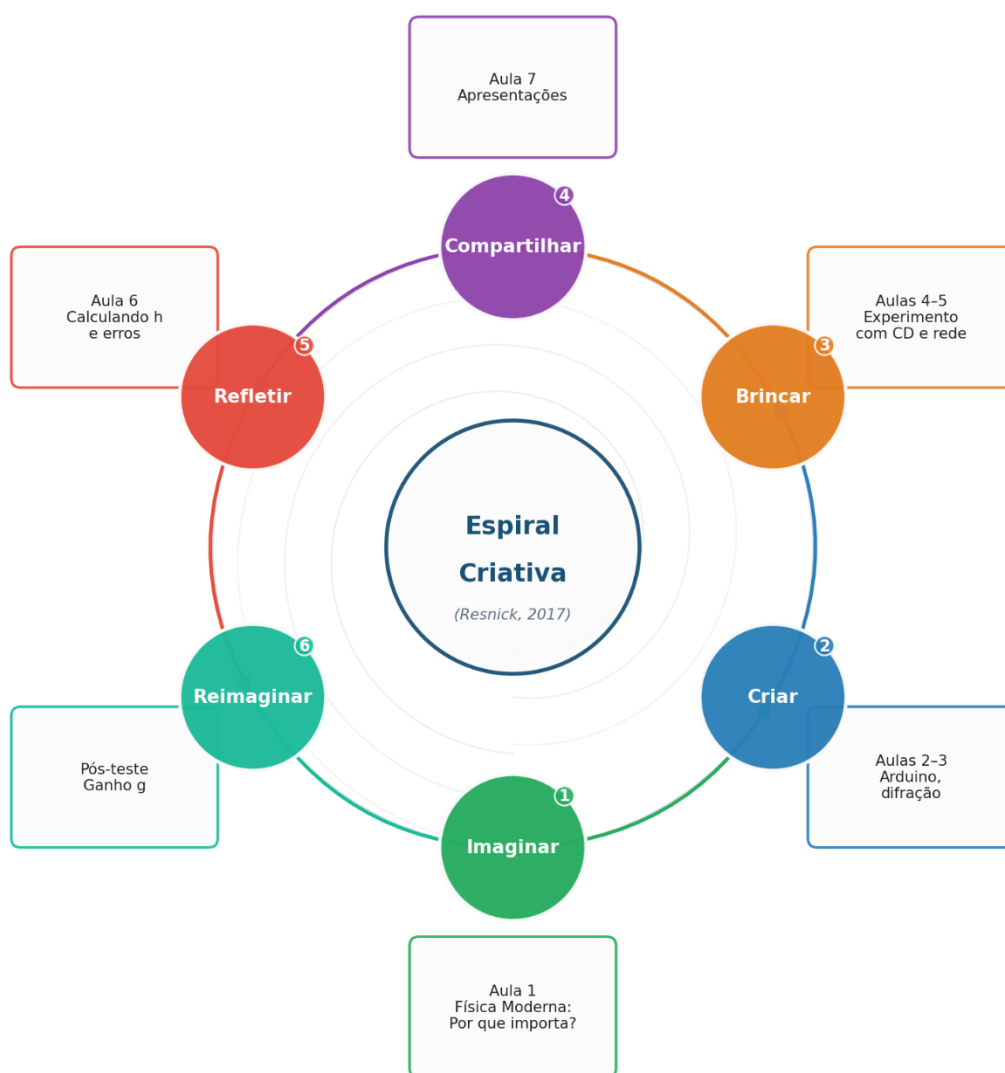 Aula 7
Apresentações
4
Compartilhar
Aula 6
Calculando h
e erros
5
Refletir
Aulas 4–5
Experimento
com CD e rede
3
Brincar
Espiral
Criativa
(Resnick, 2017)
6
Reimaginar
Pós-teste
Ganho g
2
Criar
Aulas 2–3
Arduino,
difração
1
Imaginar
Aula 1
Física Moderna:
Por que importa?